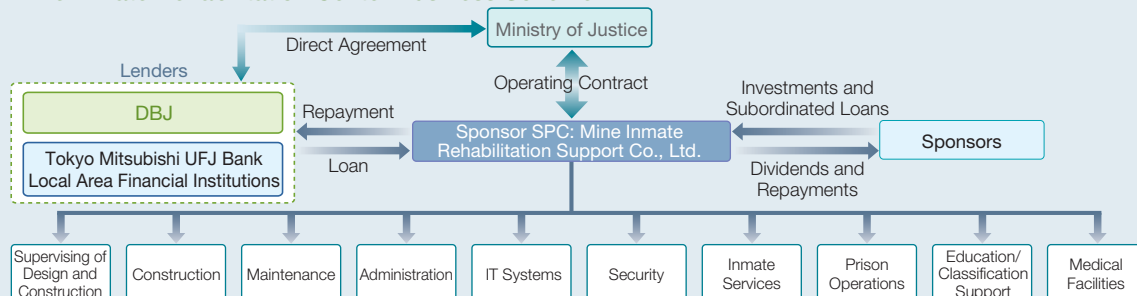 Ministry of Justice
Direct Agreement
Lenders
Operating Contract
DBJ
Repayment
Investments and
Subordinated Loans
Sponsor SPC: Mine Inmate
Rehabilitation Support Co., Ltd.
Sponsors
Tokyo Mitsubishi UFJ Bank
Local Area Financial Institutions
Loan
Dividends and
Repayments
Supervising of
Design and
Construction
Construction
Maintenance
Administration
IT Systems
Security
Inmate
Services
Prison
Operations
Education/
Classification
Support
Medical
Facilities